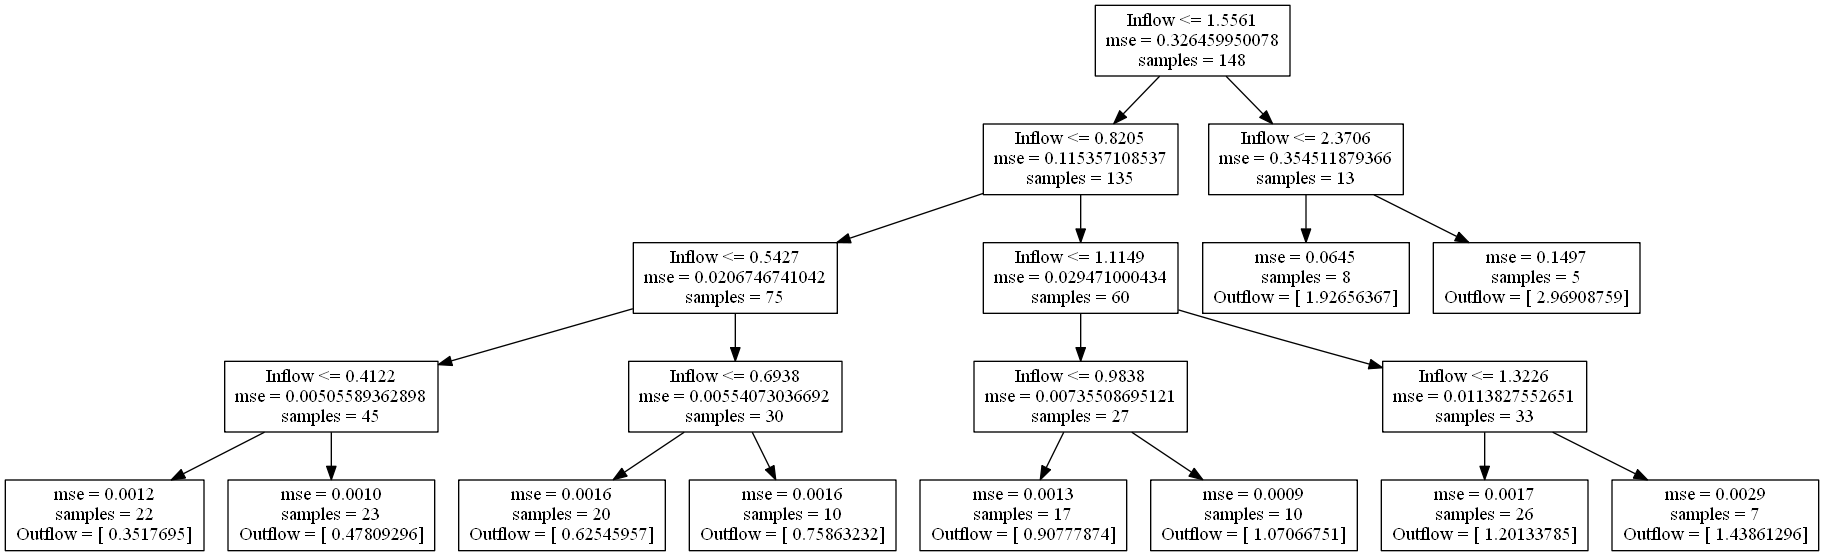 Inflow <= 1.5561
mse = 0.326459950078
samples = 148
Inflow <= 0.8205
mse = 0.115357108537
samples = 135
Inflow <= 2.3706
mse = 0.354511879366
samples = 13
Inflow <= 0.5427
mse = 0.0206746741042
samples = 75
Inflow <= 1.1149
mse = 0.029471000434
samples = 60
mse = 0.0645
samples = 8
Outflow = [ 1.92656367]
mse = 0.1497
samples = 5
Outflow = [ 2.96908759]
Inflow <= 0.4122
mse = 0.00505589362898
samples = 45
Inflow <= 0.6938
mse = 0.00554073036692
samples = 30
Inflow <= 0.9838
mse = 0.00735508695121
samples = 27
Inflow <= 1.3226
mse = 0.0113827552651
samples = 33
mse = 0.0012
samples = 22
Outflow = [ 0.3517695]
mse = 0.0010
samples = 23
Outflow = [ 0.47809296]
mse = 0.0016
samples = 20
Outflow = [ 0.62545957]
mse = 0.0016
samples = 10
Outflow = [ 0.75863232]
mse = 0.0013
samples = 17
Outflow = [ 0.90777874]
mse = 0.0009
samples = 10
Outflow = [ 1.07066751]
mse = 0.0017
samples = 26
Outflow = [ 1.20133785]
mse = 0.0029
samples = 7
Outflow = [ 1.43861296]